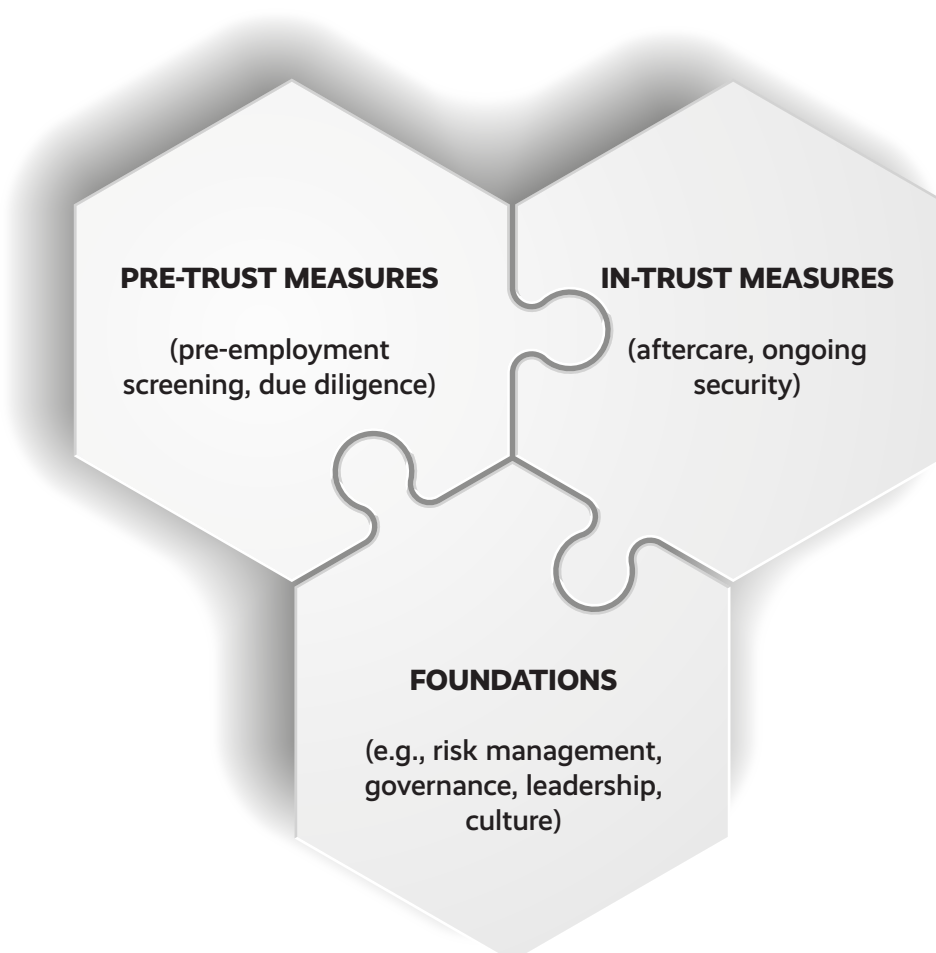 PRE-TRUST MEASURES
(pre-employment
screening, due diligence)
IN-TRUST MEASURES
(aftercare, ongoing
security)
FOUNDATIONS
(e.g., risk management,
governance, leadership,
culture)